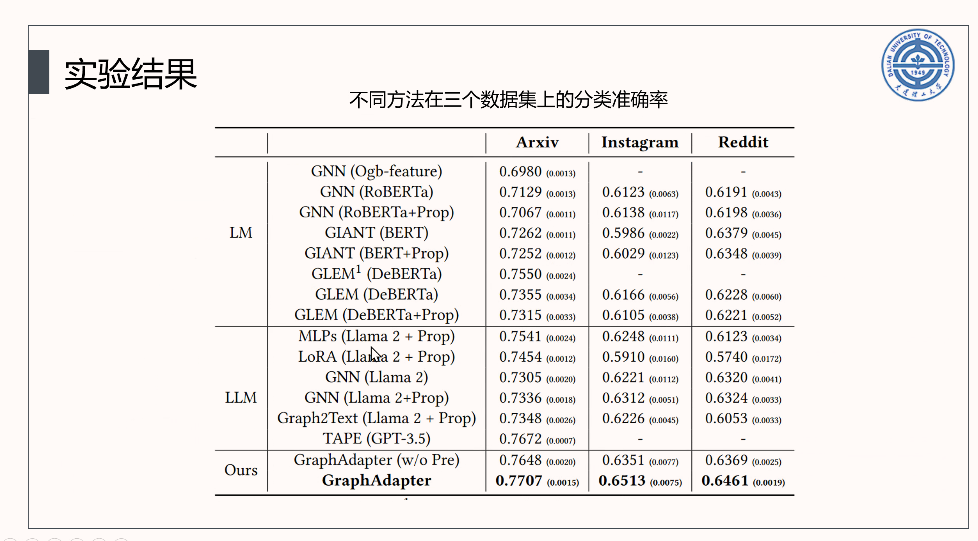 实验结果
DALIAN UNIVERSITY OF TECHNOLOGY
1949
大连理工大学
不同方法在三个数据集上的分类准确率
Arxiv Instagram Reddit
LM
GNN (Ogb-feature) 0.6980 (0.0013) - -
GNN (RoBERTa) 0.7129 (0.0013) 0.6123 (0.0063) 0.6191 (0.0043)
GNN (RoBERTa+Prop) 0.7067 (0.0011) 0.6138 (0.0117) 0.6198 (0.0036)
GIANT (BERT) 0.7262 (0.0011) 0.5986 (0.0022) 0.6379 (0.0045)
GIANT (BERT+Prop) 0.7252 (0.0012) 0.6029 (0.0123) 0.6348 (0.0039)
GLEM¹ (DeBERTa) 0.7550 (0.0024) - -
GLEM (DeBERTa) 0.7355 (0.0034) 0.6166 (0.0056) 0.6228 (0.0060)
GLEM (DeBERTa+Prop) 0.7315 (0.0033) 0.6105 (0.0038) 0.6221 (0.0052)
LLM
MLPs (Llama 2 + Prop) 0.7541 (0.0024) 0.6248 (0.0111) 0.6123 (0.0034)
LoRA (Llama 2 + Prop) 0.7454 (0.0012) 0.5910 (0.0160) 0.5740 (0.0172)
GNN (Llama 2) 0.7305 (0.0020) 0.6221 (0.0112) 0.6320 (0.0041)
GNN (Llama 2+Prop) 0.7336 (0.0018) 0.6312 (0.0051) 0.6324 (0.0033)
Graph2Text (Llama 2 + Prop) 0.7348 (0.0026) 0.6226 (0.0045) 0.6053 (0.0033)
TAPE (GPT-3.5) 0.7672 (0.0007) - -
Ours
GraphAdapter (w/o Pre) 0.7648 (0.0020) 0.6351 (0.0077) 0.6369 (0.0025)
GraphAdapter 0.7707 (0.0015) 0.6513 (0.0075) 0.6461 (0.0019)